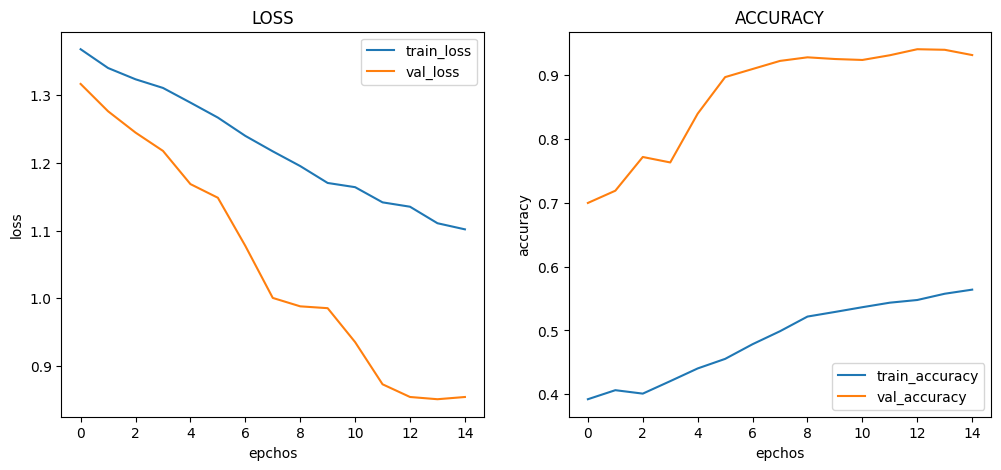 LOSS
train_loss
val_loss
1.3
1.2
1.1
1.0
0.9
loss
0 2 4 6 8 10 12 14
epchos
ACCURACY
0.9
0.8
0.7
0.6
0.5
0.4
accuracy
train_accuracy
val_accuracy
0 2 4 6 8 10 12 14
epchos